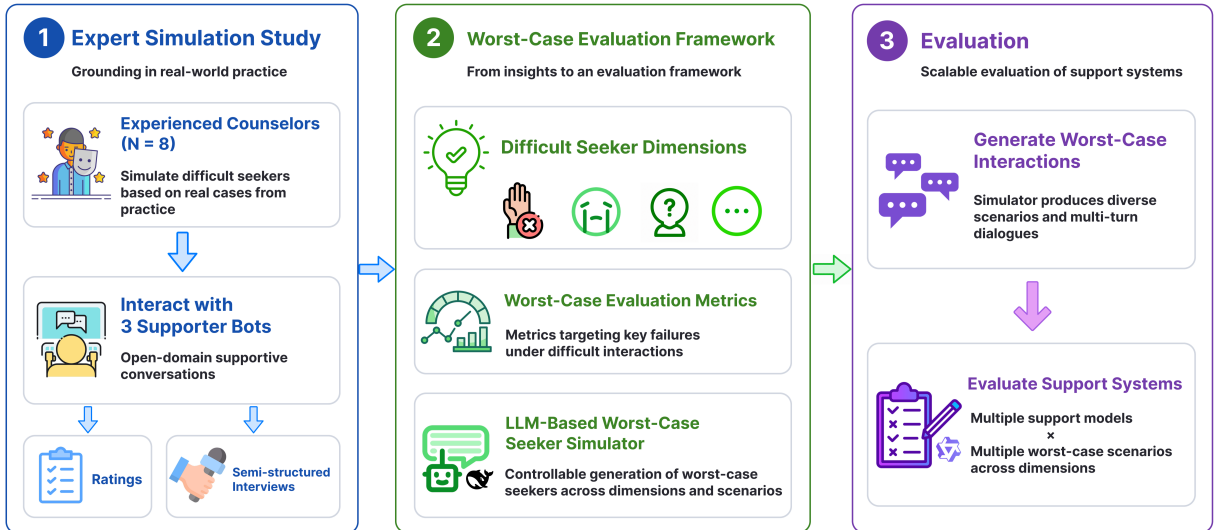 1 Expert Simulation Study
Grounding in real-world practice
Experienced Counselors
(N = 8)
Simulate difficult seekers
based on real cases from
practice
Interact with
3 Supporter Bots
Open-domain supportive
conversations
Ratings
Semi-structured
Interviews
2 Worst-Case Evaluation Framework
From insights to an evaluation framework
Difficult Seeker Dimensions
?
Worst-Case Evaluation Metrics
Metrics targeting key failures
under difficult interactions
LLM-Based Worst-Case
Seeker Simulator
Controllable generation of worst-case
seekers across dimensions and scenarios
3 Evaluation
Scalable evaluation of support systems
Generate Worst-Case
Interactions
Simulator produces diverse
scenarios and multi-turn
dialogues
Evaluate Support Systems
Multiple support models
×
Multiple worst-case scenarios
across dimensions